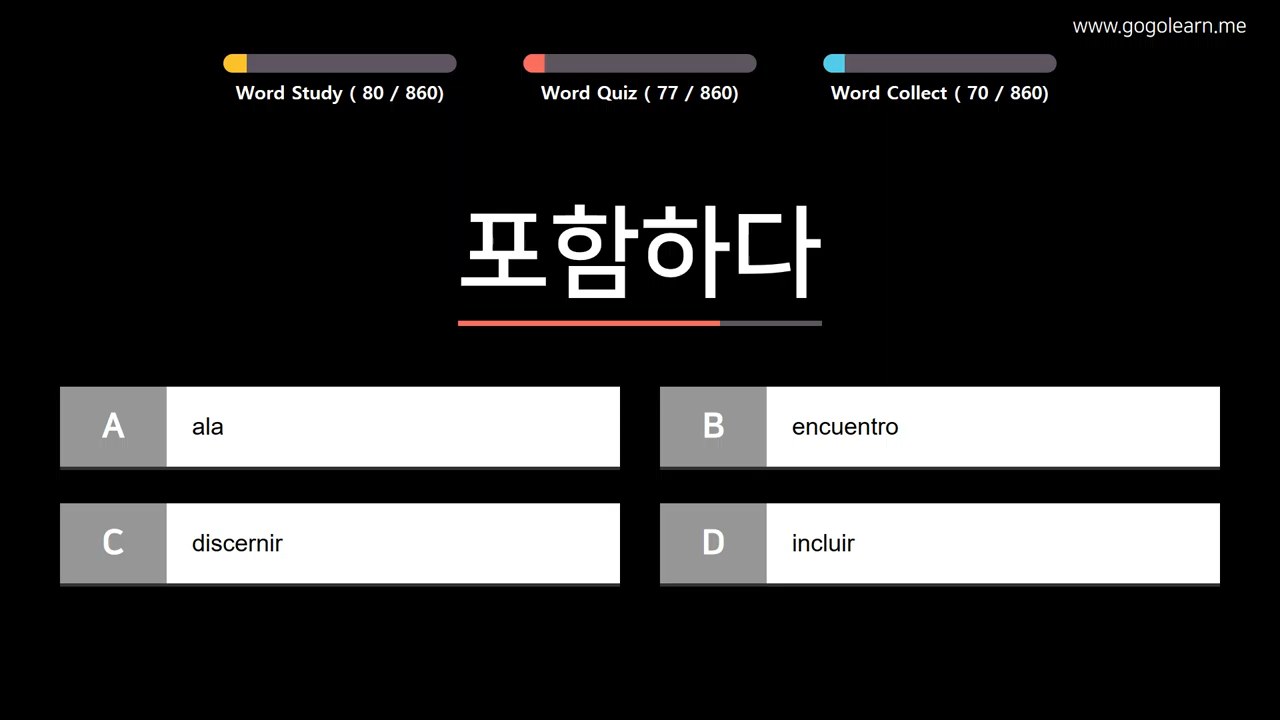 www.gogolearn.me
Word Study ( 80 / 860)
Word Quiz ( 77 / 860)
Word Collect ( 70 / 860)
포함하다
A ala
B encuentro
C discernir
D incluir